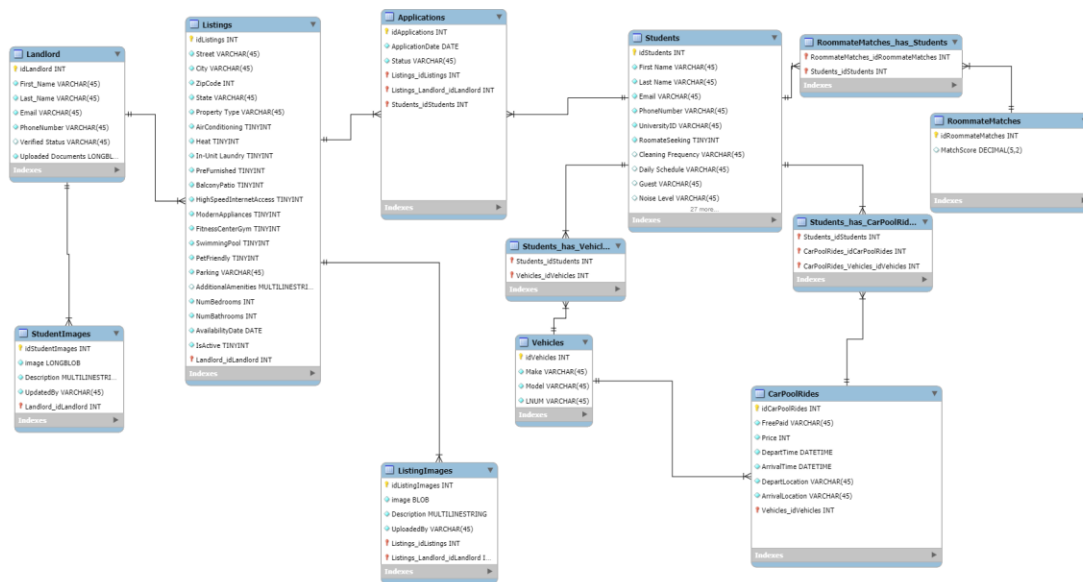 Landlord
idLandlord INT
First_Name VARCHAR(45)
Last_Name VARCHAR(45)
Email VARCHAR(45)
PhoneNumber VARCHAR(45)
Verified Status VARCHAR(45)
Uploaded Documents LONGBL...
Indexes
StudentImages
idStudentImages INT
image LONGBLOB
Description MULTILINESTRI...
UpdatedBy VARCHAR(45)
Landlord_idLandlord INT
Indexes
Listings
idListings INT
Street VARCHAR(45)
City VARCHAR(45)
ZipCode INT
State VARCHAR(45)
Property Type VARCHAR(45)
AirConditioning TINYINT
Heat TINYINT
In-Unit Laundry TINYINT
PreFurnished TINYINT
BalconyPatio TINYINT
HighSpeedInternetAccess TINYINT
ModernAppliances TINYINT
FitnessCenterGym TINYINT
SwimmingPool TINYINT
PetFriendly TINYINT
Parking VARCHAR(45)
AdditionalAmenities MULTILINESTRI...
NumBedrooms INT
NumBathrooms INT
AvailabilityDate DATE
IsActive TINYINT
Landlord_idLandlord INT
Indexes
Applications
idApplications INT
ApplicationDate DATE
Status VARCHAR(45)
Listings_idListings INT
Listings_Landlord_idLandlord INT
Students_idStudents INT
Indexes
ListingImages
idListingImages INT
image BLOB
Description MULTILINESTRING
UploadedBy VARCHAR(45)
Listings_idListings INT
Listings_Landlord_idLandlord I...
Indexes
Students
idStudents INT
First Name VARCHAR(45)
Last Name VARCHAR(45)
Email VARCHAR(45)
PhoneNumber VARCHAR(45)
UniversityID VARCHAR(45)
RoomateSeeking TINYINT
Cleaning Frequency VARCHAR(45)
Daily Schedule VARCHAR(45)
Guest VARCHAR(45)
Noise Level VARCHAR(45)
27 more...
Indexes
Students_has_Vehicl...
Students_idStudents INT
Vehicles_idVehicles INT
Indexes
Vehicles
idVehicles INT
Make VARCHAR(45)
Model VARCHAR(45)
LNUM VARCHAR(45)
Indexes
RoommateMatches_has_Students
RoommateMatches_idRoommateMatches INT
Students_idStudents INT
Indexes
RoommateMatches
idRoommateMatches INT
MatchScore DECIMAL(5,2)
Indexes
Students_has_CarPoolRid...
Students_idStudents INT
CarPoolRides_idCarPoolRides INT
CarPoolRides_Vehicles_idVehicles INT
Indexes
CarPoolRides
idCarPoolRides INT
FreePaid VARCHAR(45)
Price INT
DepartTime DATETIME
ArrivalTime DATETIME
DepartLocation VARCHAR(45)
ArrivalLocation VARCHAR(45)
Vehicles_idVehicles INT
Indexes